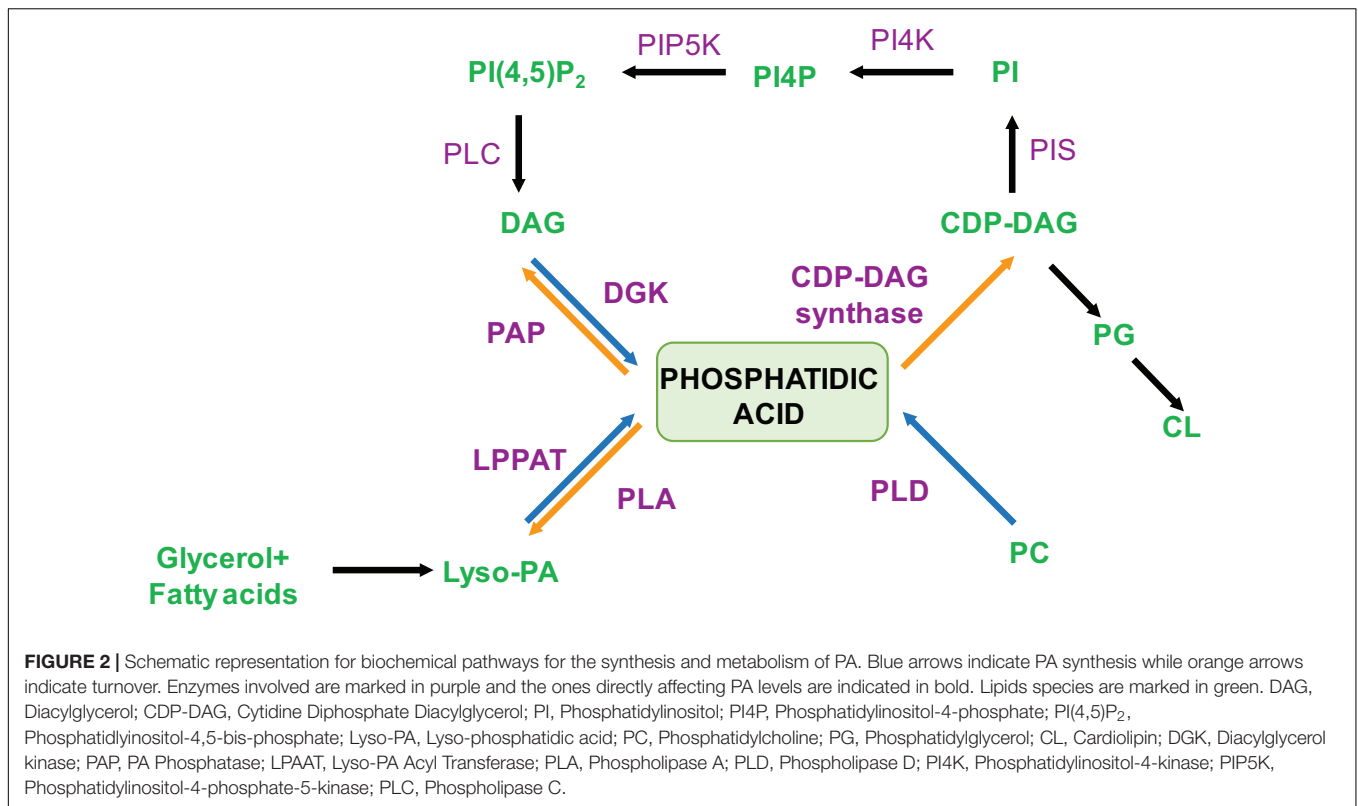 PIP5K
PI4K
PI(4,5)P₂
PI4P
PI
PLC
PIS
DAG
CDP-DAG
DGK
CDP-DAG
synthase
PAP
PG
PHOSPHATIDIC
ACID
CL
LPPAT
PLD
PLA
PC
Glycerol+
Fatty acids
Lyso-PA
FIGURE 2 | Schematic representation for biochemical pathways for the synthesis and metabolism of PA. Blue arrows indicate PA synthesis while orange arrows
indicate turnover. Enzymes involved are marked in purple and the ones directly affecting PA levels are indicated in bold. Lipids species are marked in green. DAG,
Diacylglycerol; CDP-DAG, Cytidine Diphosphate Diacylglycerol; PI, Phosphatidylinositol; PI4P, Phosphatidylinositol-4-phosphate; PI(4,5)P₂,
Phosphatidlyinositol-4,5-bis-phosphate; Lyso-PA, Lyso-phosphatidic acid; PC, Phosphatidylcholine; PG, Phosphatidylglycerol; CL, Cardiolipin; DGK, Diacylglycerol
kinase; PAP, PA Phosphatase; LPAAT, Lyso-PA Acyl Transferase; PLA, Phospholipase A; PLD, Phospholipase D; PI4K, Phosphatidylinositol-4-kinase; PIP5K,
Phosphatidylinositol-4-phosphate-5-kinase; PLC, Phospholipase C.